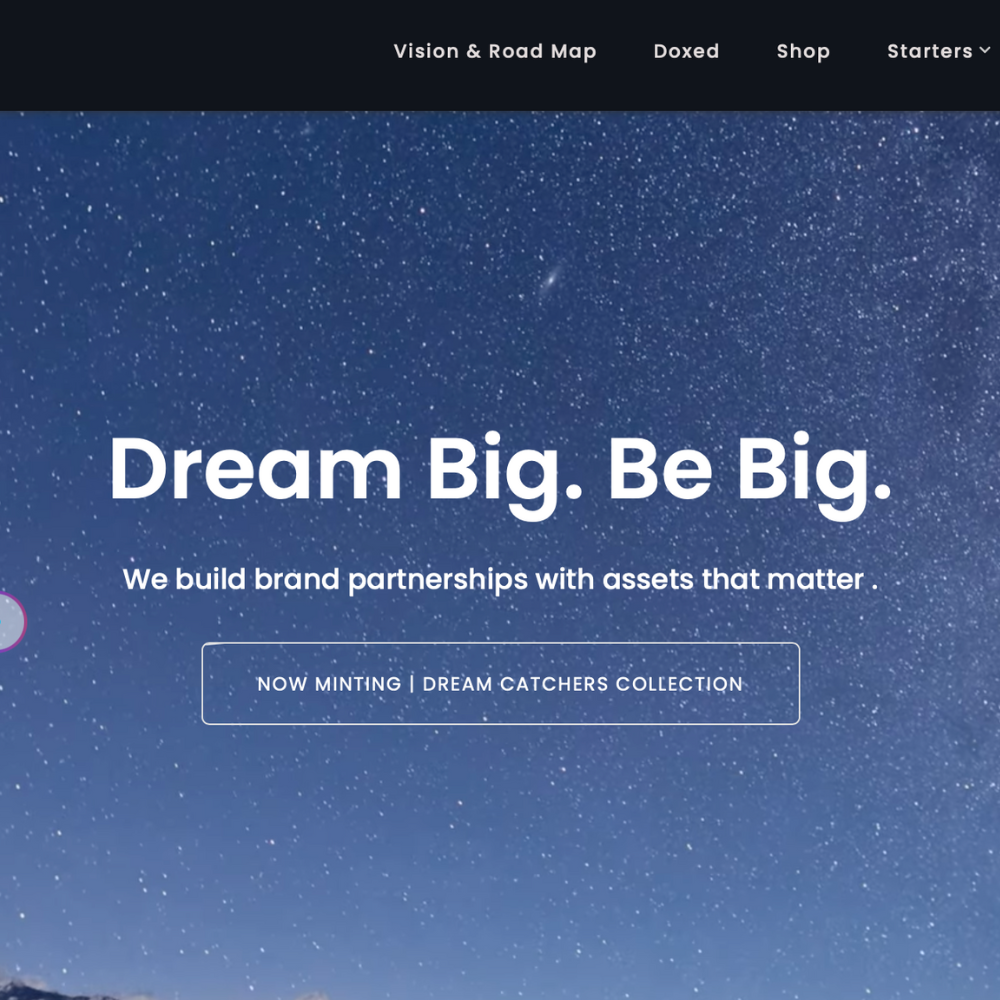 Vision & Road Map Doxed Shop Starters
Dream Big. Be Big.
We build brand partnerships with assets that matter .
NOW MINTING | DREAM CATCHERS COLLECTION